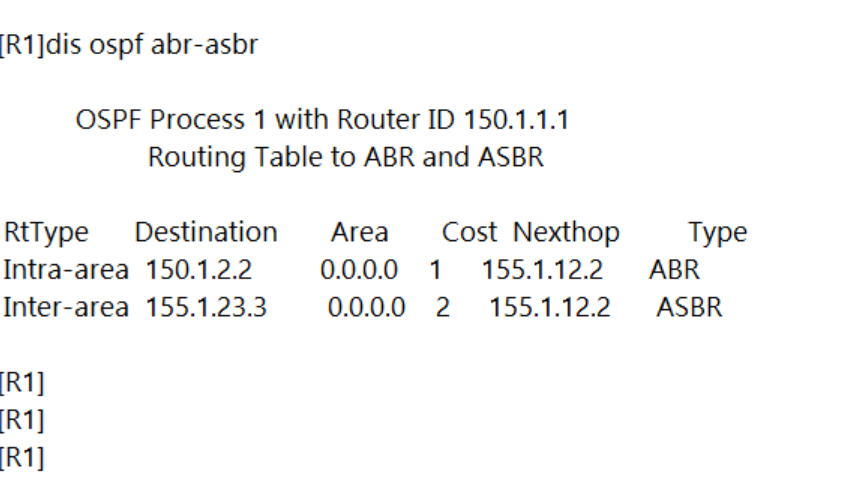 [R1]dis ospf abr-asbr
OSPF Process 1 with Router ID 150.1.1.1
Routing Table to ABR and ASBR
RtType Destination Area Cost Nexthop Type
Intra-area 150.1.2.2 0.0.0.0 1 155.1.12.2 ABR
Inter-area 155.1.23.3 0.0.0.0 2 155.1.12.2 ASBR
[R1]
[R1]
[R1]